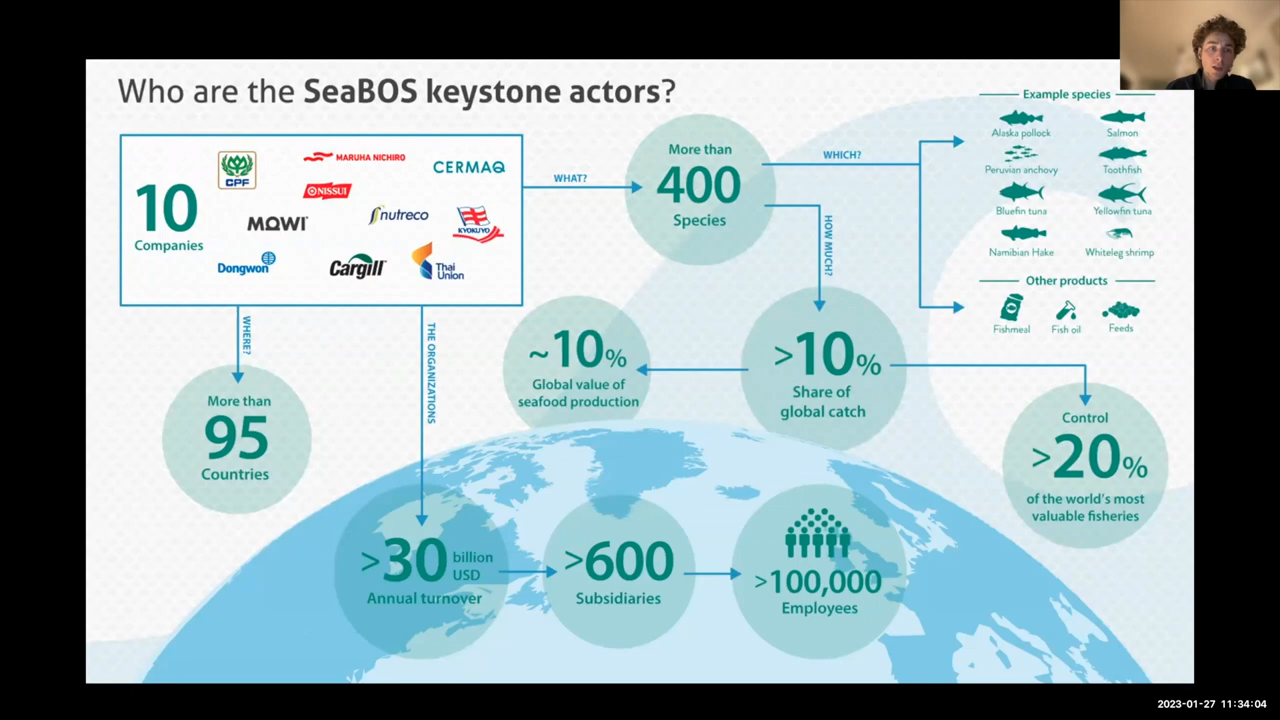 Who are the SeaBOS keystone actors?
10
Companies
CPF
MARUHA NICHIRO
CERMAQ
NISSUI
MOWI
nutreco
KYOKUYO
Dongwon
Cargill
Thai
Union
WHAT?
More than
400
Species
WHICH?
HOW MUCH?
Example species
Alaska pollock
Salmon
Peruvian anchovy
Toothfish
Bluefin tuna
Yellowfin tuna
Namibian Hake
Whiteleg shrimp
Other products
Fishmeal
Fish oil
Feeds
WHERE?
THE ORGANIZATIONS
~10%
Global value of
seafood production
>10%
Share of
global catch
More than
95
Countries
Control
>20%
of the world's most
valuable fisheries
>30 billion
USD
Annual turnover
>600
Subsidiaries
>100,000
Employees
2023-01-27 11:34:04